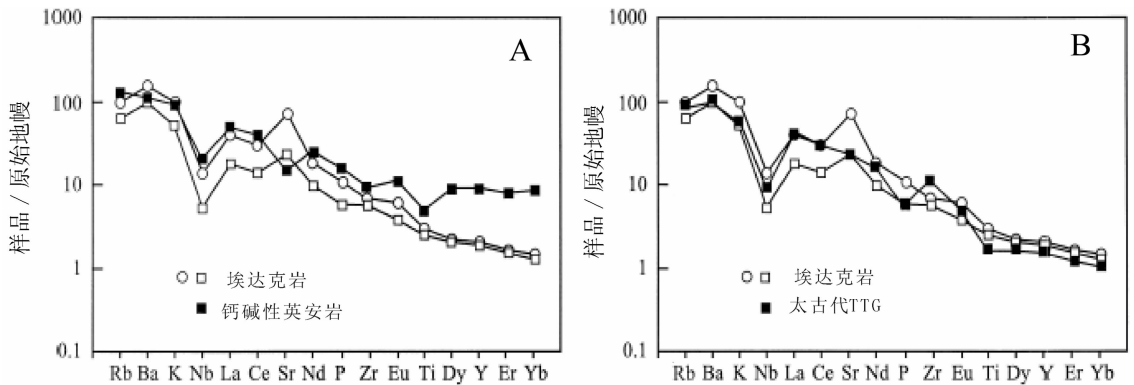 A
1000
100
10
1
0.1
样品 / 原始地幔
埃达克岩
钙碱性英安岩
Rb Ba K Nb La Ce Sr Nd P Zr Eu Ti Dy Y Er Yb
B
1000
100
10
1
0.1
样品 / 原始地幔
埃达克岩
太古代TTG
Rb Ba K Nb La Ce Sr Nd P Zr Eu Ti Dy Y Er Yb